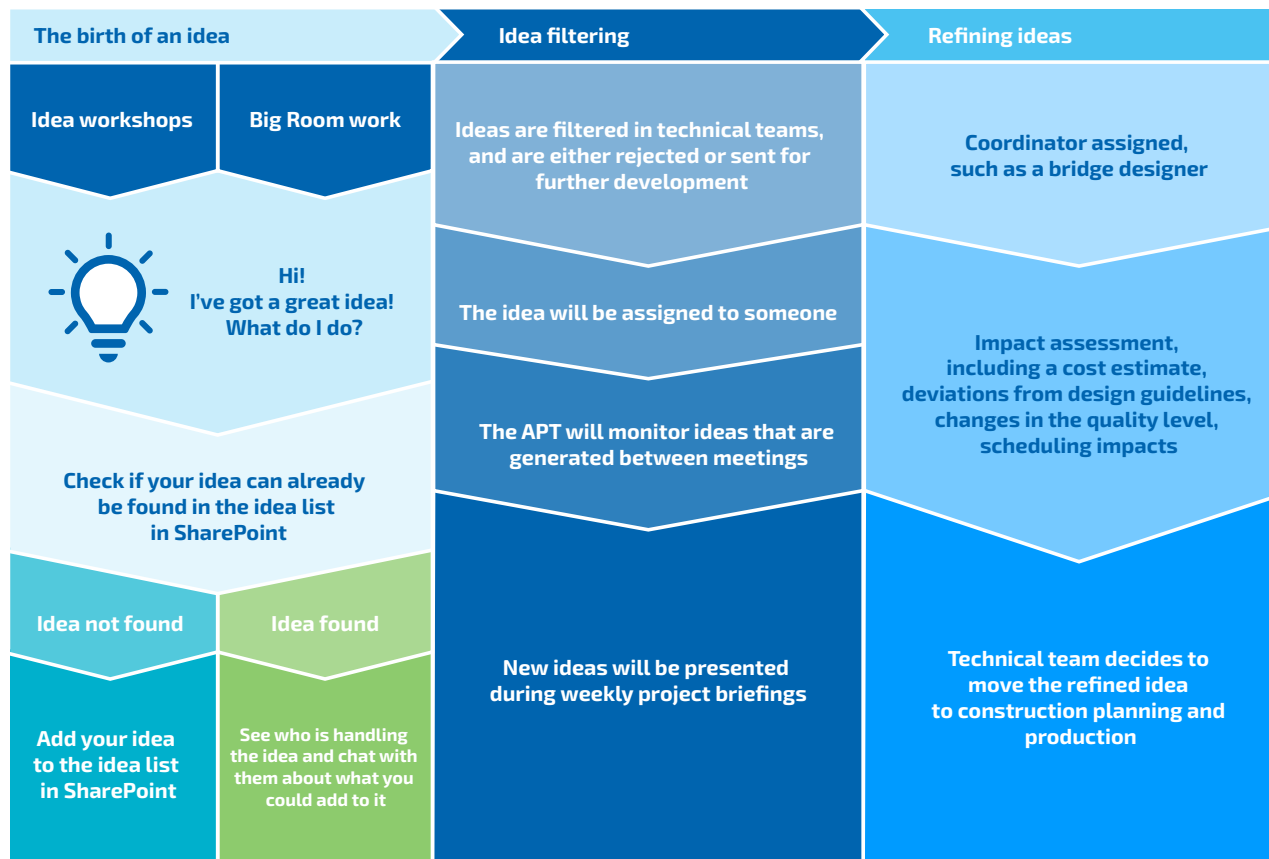 The birth of an idea
Idea filtering
Refining ideas
Idea workshops
Big Room work
Hi!
I've got a great idea!
What do I do?
Check if your idea can already
be found in the idea list
in SharePoint
Idea not found
Idea found
Add your idea
to the idea list
in SharePoint
See who is handling
the idea and chat with
them about what you
could add to it
Ideas are filtered in technical teams,
and are either rejected or sent for
further development
The idea will be assigned to someone
The APT will monitor ideas that are
generated between meetings
New ideas will be presented
during weekly project briefings
Coordinator assigned,
such as a bridge designer
Impact assessment,
including a cost estimate,
deviations from design guidelines,
changes in the quality level,
scheduling impacts
Technical team decides to
move the refined idea
to construction planning and
production